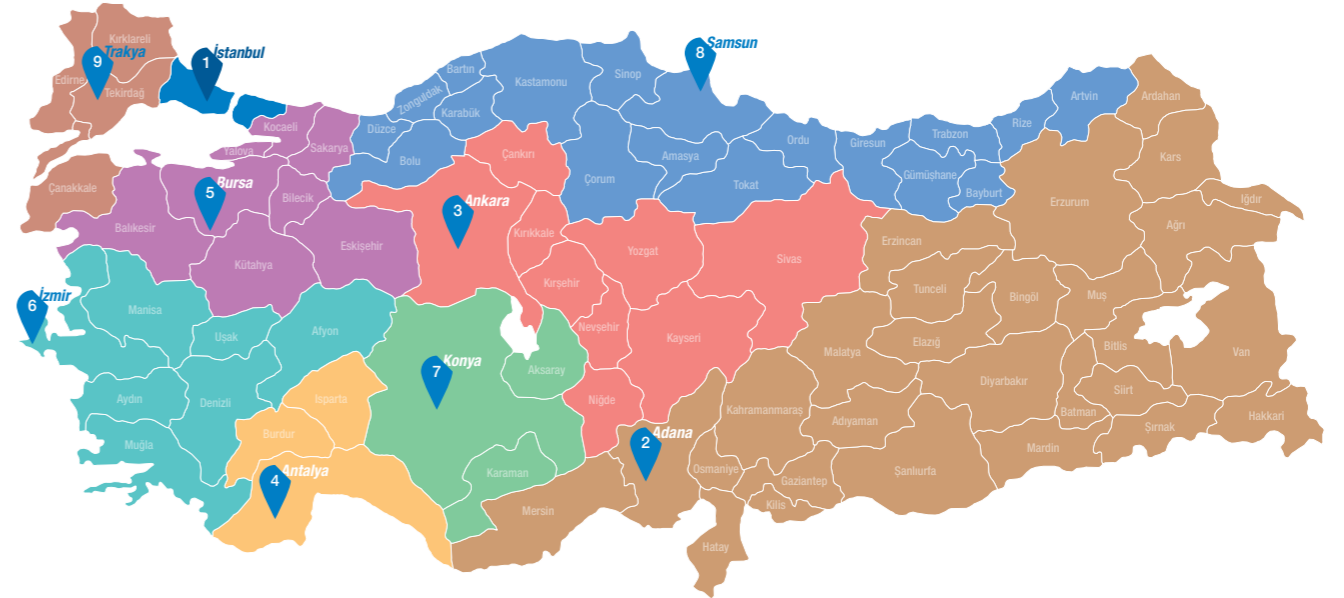 Kırklareli
9
Trakya
Edirne
Tekirdağ
1
İstanbul
Çanakkale
Kocaeli
Yalova
Sakarya
5
Bursa
Bilecik
Balıkesir
Kütahya
Eskişehir
Bartın
Zonguldak
Karabük
Kastamonu
Sinop
8
Samsun
Düzce
Bolu
Çorum
Amasya
Tokat
Ordu
Giresun
Trabzon
Gümüşhane
Bayburt
Rize
Artvin
Çankırı
3
Ankara
Kırıkkale
Yozgat
Sivas
Kırşehir
Nevşehir
Kayseri
Niğde
6
İzmir
Manisa
Uşak
Afyon
Aydın
Denizli
Muğla
Isparta
Burdur
4
Antalya
7
Konya
Aksaray
Karaman
Ardahan
Kars
Iğdır
Erzurum
Ağrı
Erzincan
Tunceli
Bingöl
Muş
Elazığ
Malatya
Bitlis
Van
Diyarbakır
Siirt
Batman
Hakkari
Şırnak
Mardin
Kahramanmaraş
Adıyaman
Şanlıurfa
2
Adana
Osmaniye
Gaziantep
Kilis
Mersin
Hatay